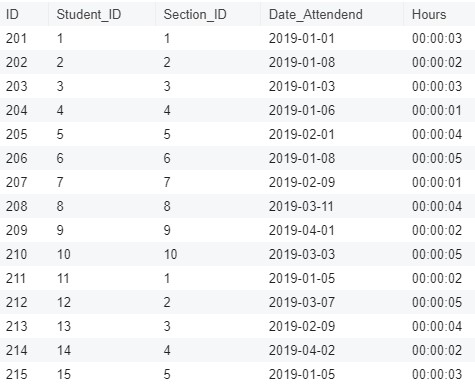 ID Student_ID Section_ID Date_Attendend Hours
201 1 1 2019-01-01 00:00:03
202 2 2 2019-01-08 00:00:02
203 3 3 2019-01-03 00:00:03
204 4 4 2019-01-06 00:00:01
205 5 5 2019-02-01 00:00:04
206 6 6 2019-01-08 00:00:05
207 7 7 2019-02-09 00:00:01
208 8 8 2019-03-11 00:00:04
209 9 9 2019-04-01 00:00:02
210 10 10 2019-03-03 00:00:05
211 11 1 2019-01-05 00:00:02
212 12 2 2019-03-07 00:00:05
213 13 3 2019-02-09 00:00:04
214 14 4 2019-04-02 00:00:02
215 15 5 2019-01-05 00:00:03